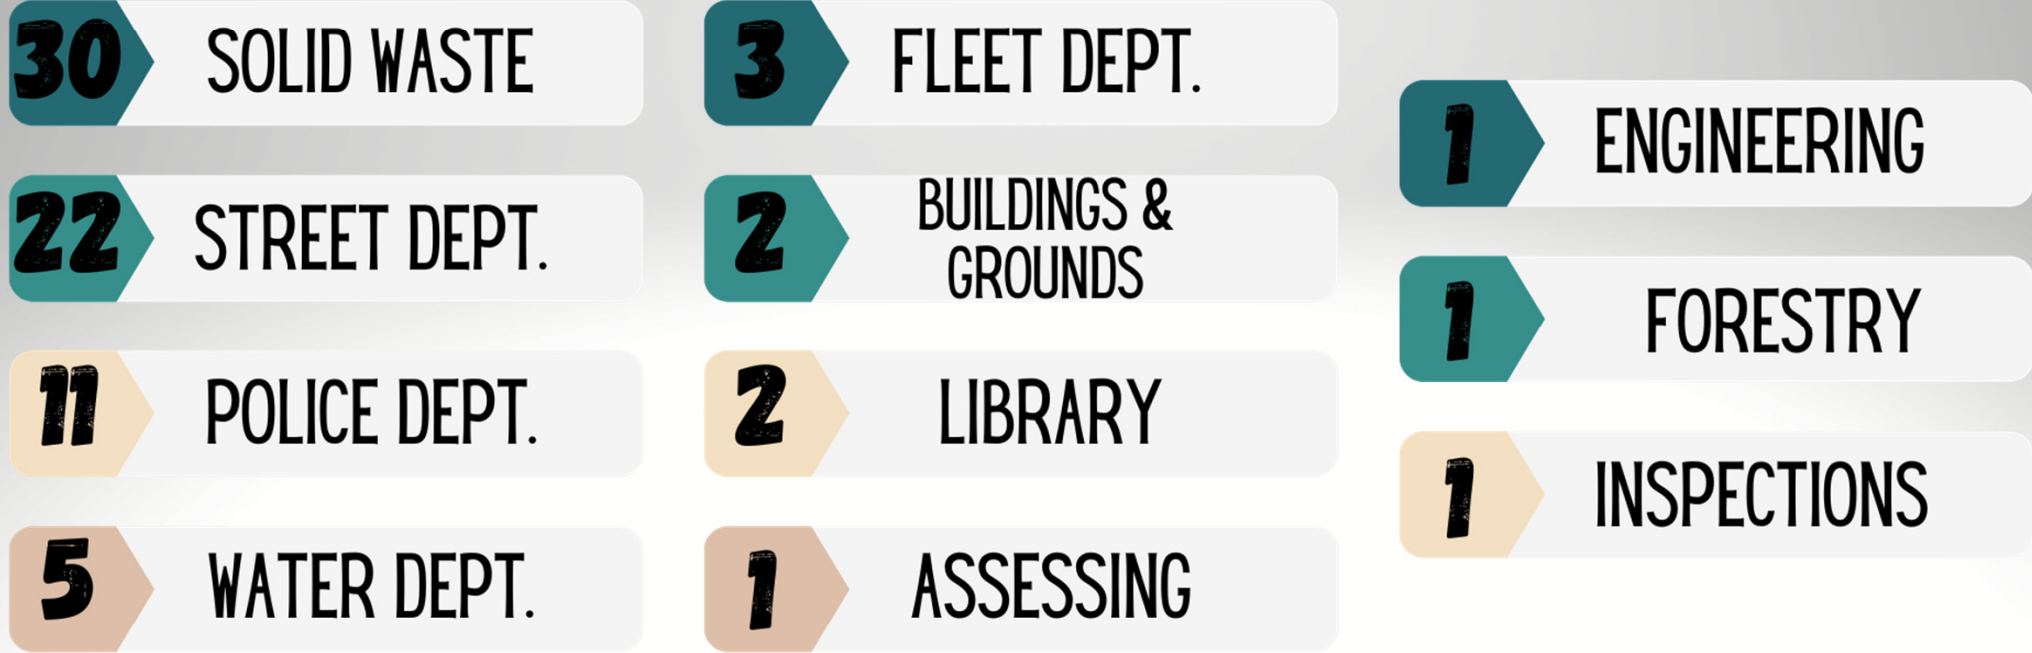 30 SOLID WASTE
22 STREET DEPT.
11 POLICE DEPT.
5 WATER DEPT.
3 FLEET DEPT.
2 BUILDINGS &
GROUNDS
2 LIBRARY
1 ASSESSING
1 ENGINEERING
1 FORESTRY
1 INSPECTIONS